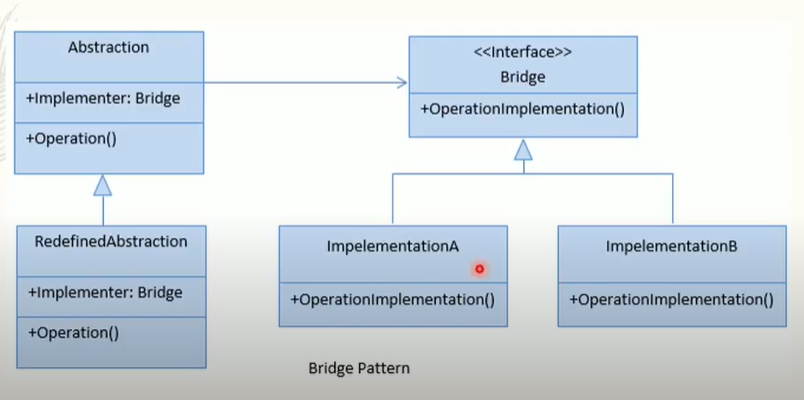 Abstraction
+Implementer: Bridge
+Operation()
<<Interface>>
Bridge
+OperationImplementation()
RedefinedAbstraction
+Implementer: Bridge
+Operation()
ImpelementationA
+OperationImplementation()
ImpelementationB
+OperationImplementation()
Bridge Pattern